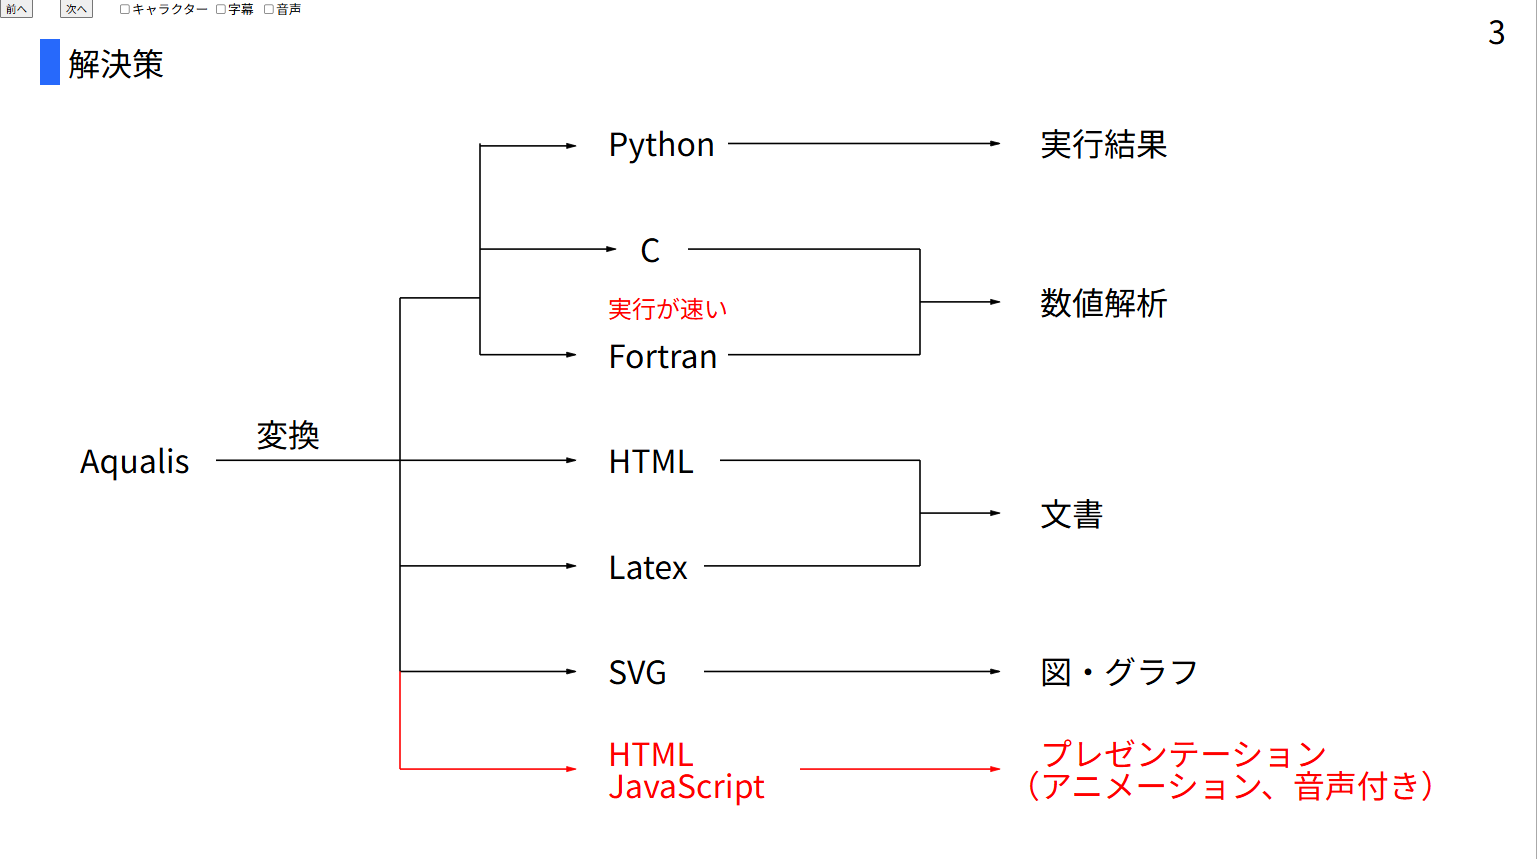 前へ 次へ キャラクター 字幕 音声
3
解決策
Python 実行結果
C
実行が速い
数値解析
Fortran
変換
Aqualis HTML
文書
Latex
SVG 図・グラフ
HTML プレゼンテーション
JavaScript （アニメーション、音声付き）